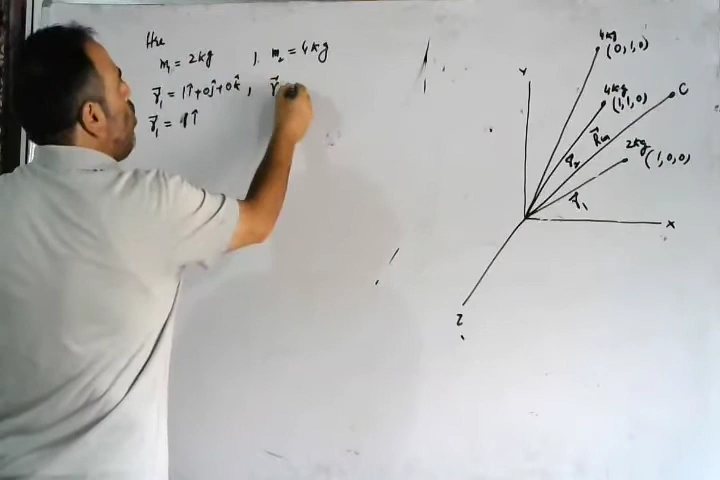 Here
m₁ = 2kg , m₂ = 4kg
r⃗₁ = 1î+0ĵ+0k̂ , r⃗
r⃗₁ = 1î
4kg
(0,1,0)
Y
4kg
(1,1,0)
C
R⃗cm
2kg
(1,0,0)
r₂
r₁
X
Z